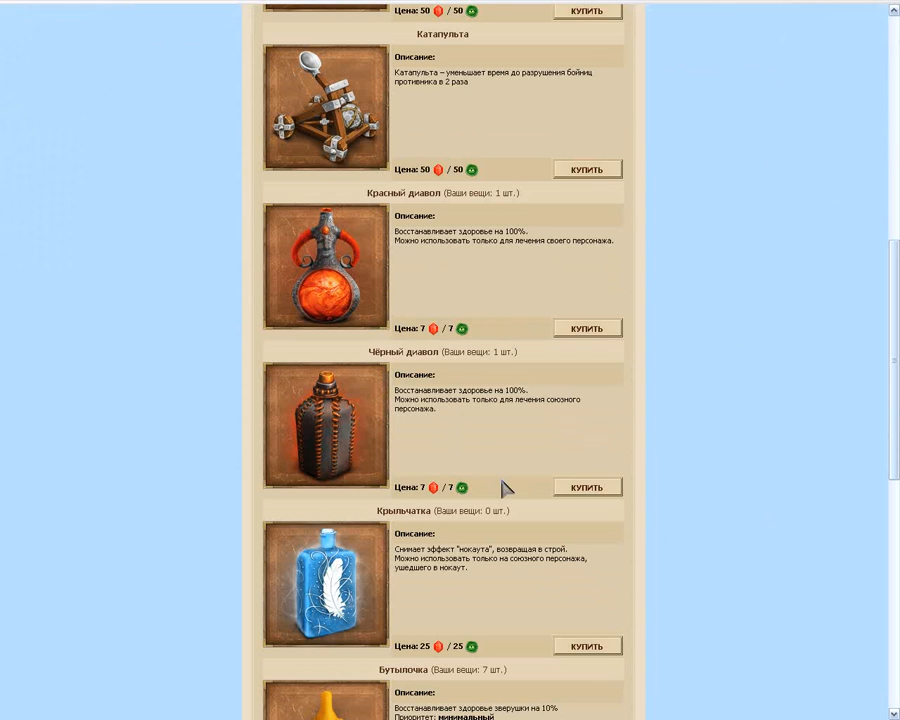 Цена: 50 / 50 КУПИТЬ
Катапульта
Описание:
Катапульта – уменьшает время до разрушения бойниц
противника в 2 раза
Цена: 50 / 50 КУПИТЬ
Красный диавол (Ваши вещи: 1 шт.)
Описание:
Восстанавливает здоровье на 100%.
Можно использовать только для лечения своего персонажа.
Цена: 7 / 7 КУПИТЬ
Чёрный диавол (Ваши вещи: 1 шт.)
Описание:
Восстанавливает здоровье на 100%.
Можно использовать только для лечения союзного
персонажа.
Цена: 7 / 7 КУПИТЬ
Крыльчатка (Ваши вещи: 0 шт.)
Описание:
Снимает эффект "нокаута", возвращая в строй.
Можно использовать только на союзного персонажа,
ушедшего в нокаут.
Цена: 25 / 25 КУПИТЬ
Бутылочка (Ваши вещи: 7 шт.)
Описание:
Восстанавливает здоровье зверушки на 10%
Приоритет: минимальный